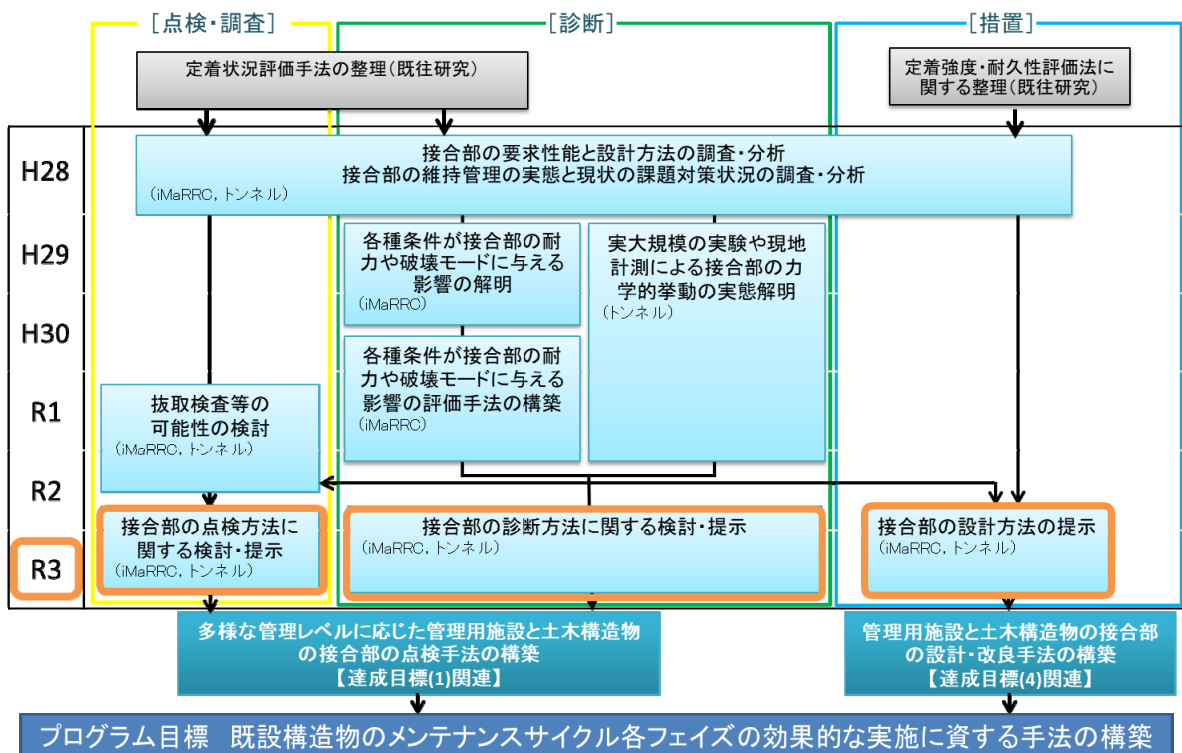 [点検・調査]
[診断]
[措置]
定着状況評価手法の整理(既往研究)
定着強度・耐久性評価法に
関する整理(既往研究)
H28
接合部の要求性能と設計方法の調査・分析
接合部の維持管理の実態と現状の課題対策状況の調査・分析
(iMaRRC, トンネル)
H29
各種条件が接合部の耐
力や破壊モードに与える
影響の解明
(iMaRRC)
実大規模の実験や現地
計測による接合部の力
学的挙動の実態解明
(トンネル)
H30
各種条件が接合部の耐
力や破壊モードに与える
影響の評価手法の構築
(iMaRRC)
R1
抜取検査等の
可能性の検討
(iMaRRC, トンネル)
R2
接合部の点検方法に
関する検討・提示
(iMaRRC, トンネル)
接合部の診断方法に関する検討・提示
(iMaRRC, トンネル)
接合部の設計方法の提示
(iMaRRC, トンネル)
R3
多様な管理レベルに応じた管理用施設と土木構造物
の接合部の点検手法の構築
【達成目標(1)関連】
管理用施設と土木構造物の接合部
の設計・改良手法の構築
【達成目標(4)関連】
プログラム目標 既設構造物のメンテナンスサイクル各フェイズの効果的な実施に資する手法の構築